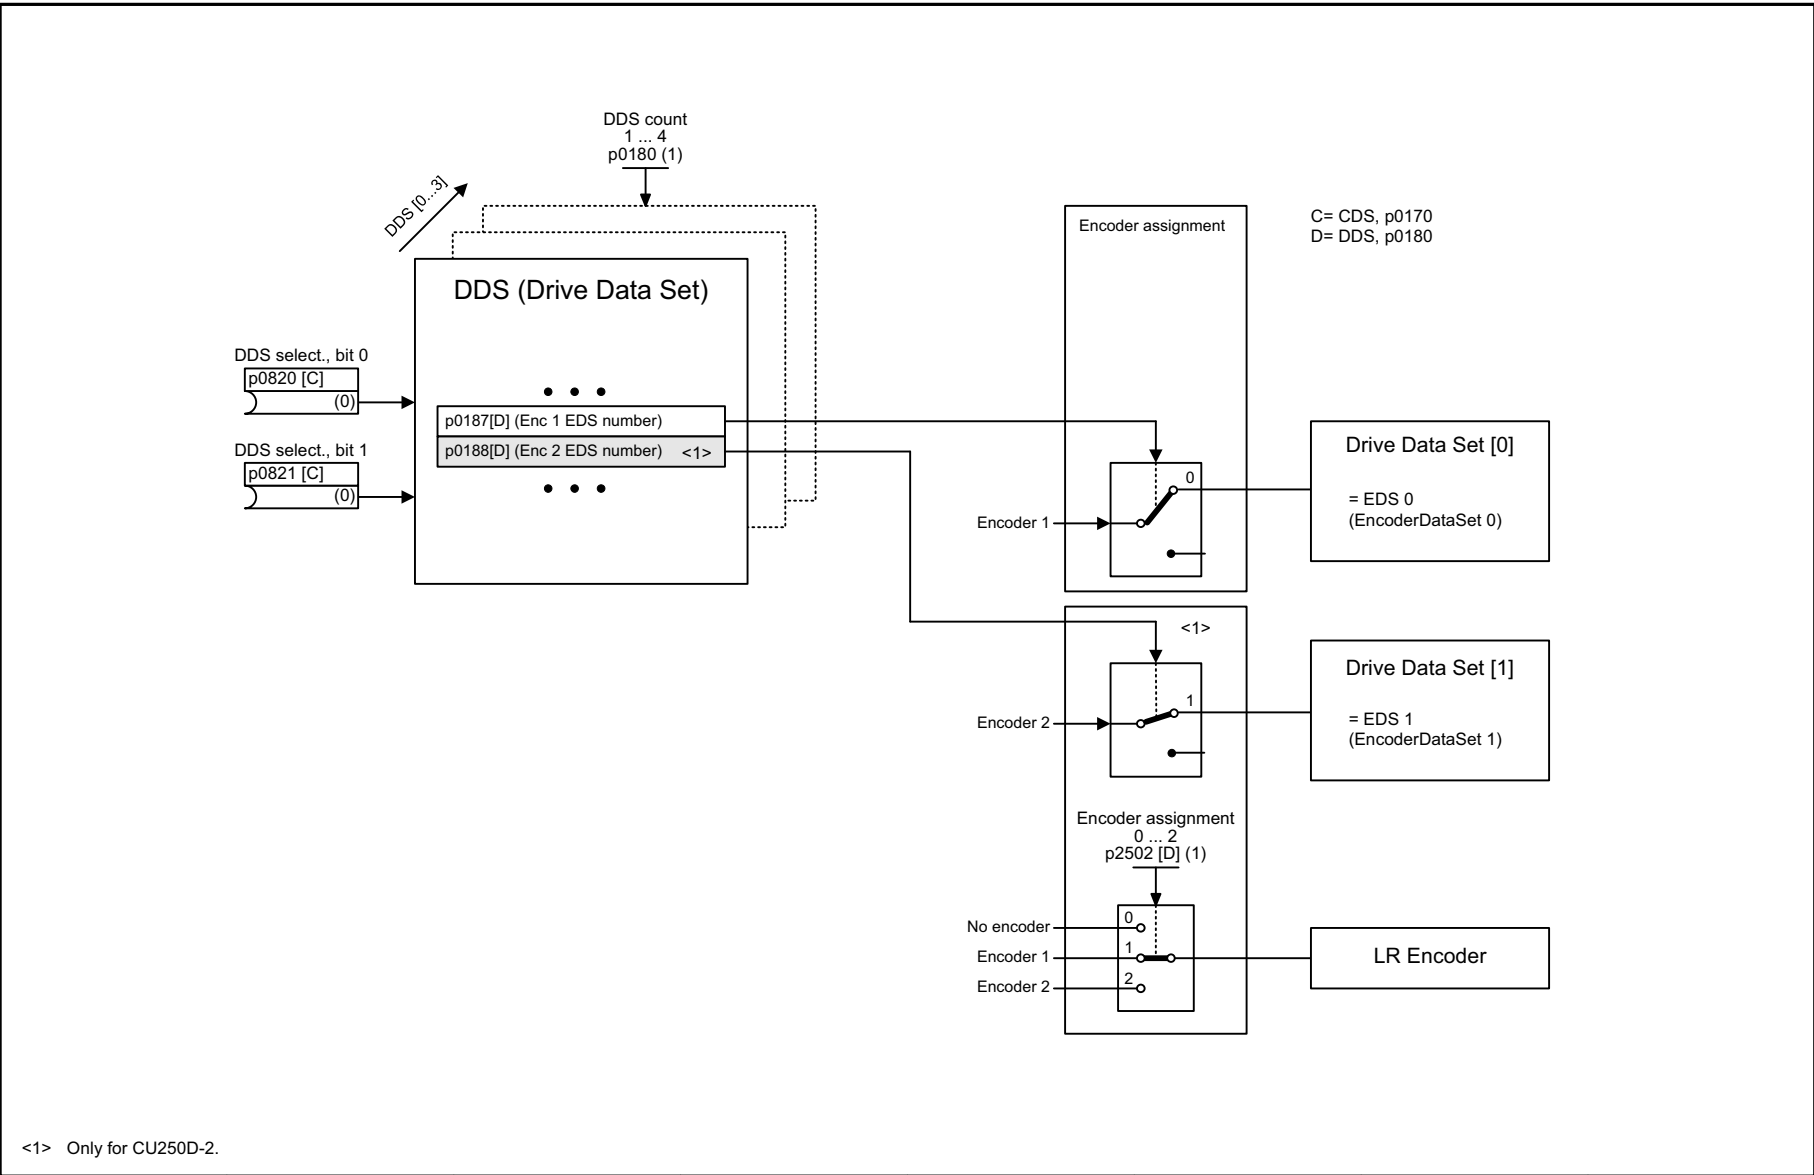 DDS count
1 ... 4
p0180 (1)
DDS [0...3]
Encoder assignment
C= CDS, p0170
D= DDS, p0180
DDS (Drive Data Set)
DDS select., bit 0
p0820 [C]
(0)
p0187[D] (Enc 1 EDS number)
p0188[D] (Enc 2 EDS number) <1>
DDS select., bit 1
p0821 [C]
(0)
0
Encoder 1
Drive Data Set [0]
= EDS 0
(EncoderDataSet 0)
<1>
1
Encoder 2
Drive Data Set [1]
= EDS 1
(EncoderDataSet 1)
Encoder assignment
0 ... 2
p2502 [D] (1)
No encoder
0
Encoder 1
1
Encoder 2
2
LR Encoder
<1> Only for CU250D-2.